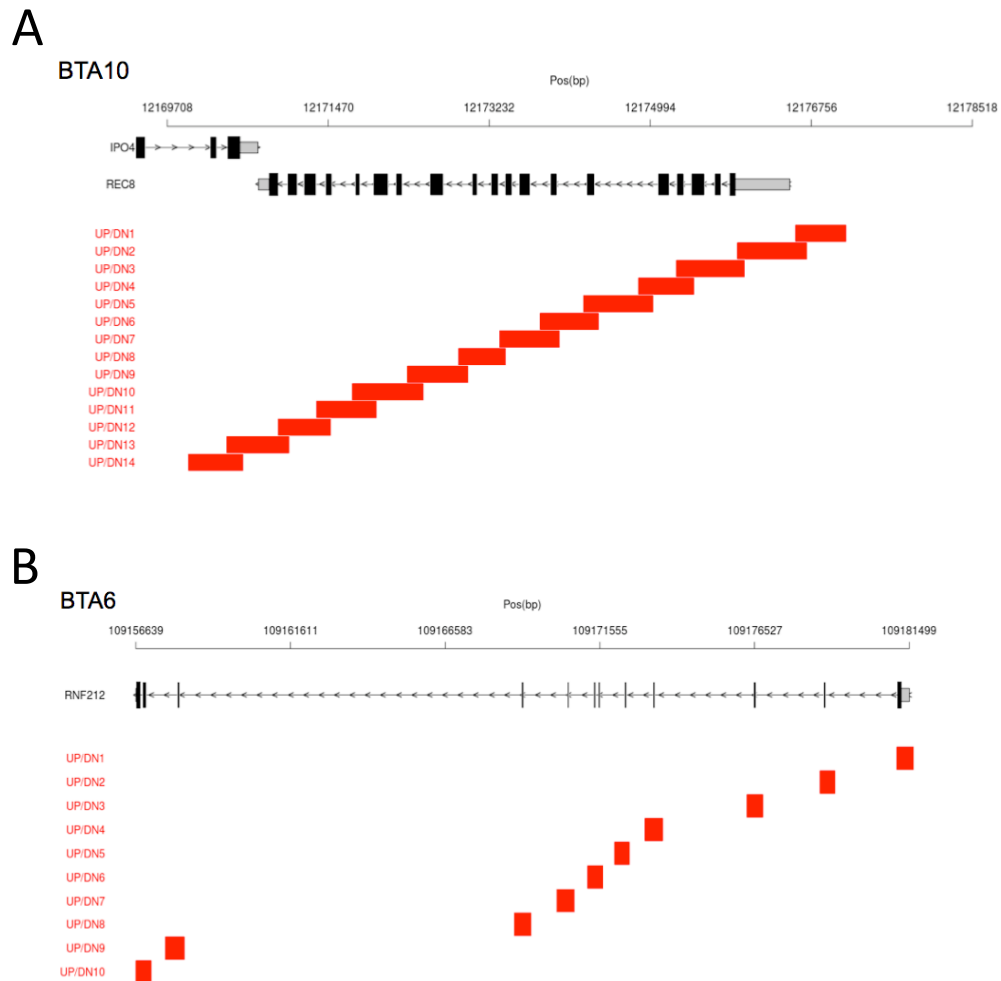 A
BTA10
Pos(bp)
12169708 12171470 12173232 12174994 12176756 12178518
IPO4
REC8
UP/DN1
UP/DN2
UP/DN3
UP/DN4
UP/DN5
UP/DN6
UP/DN7
UP/DN8
UP/DN9
UP/DN10
UP/DN11
UP/DN12
UP/DN13
UP/DN14
B
BTA6
Pos(bp)
109156639 109161611 109166583 109171555 109176527 109181499
RNF212
UP/DN1
UP/DN2
UP/DN3
UP/DN4
UP/DN5
UP/DN6
UP/DN7
UP/DN8
UP/DN9
UP/DN10